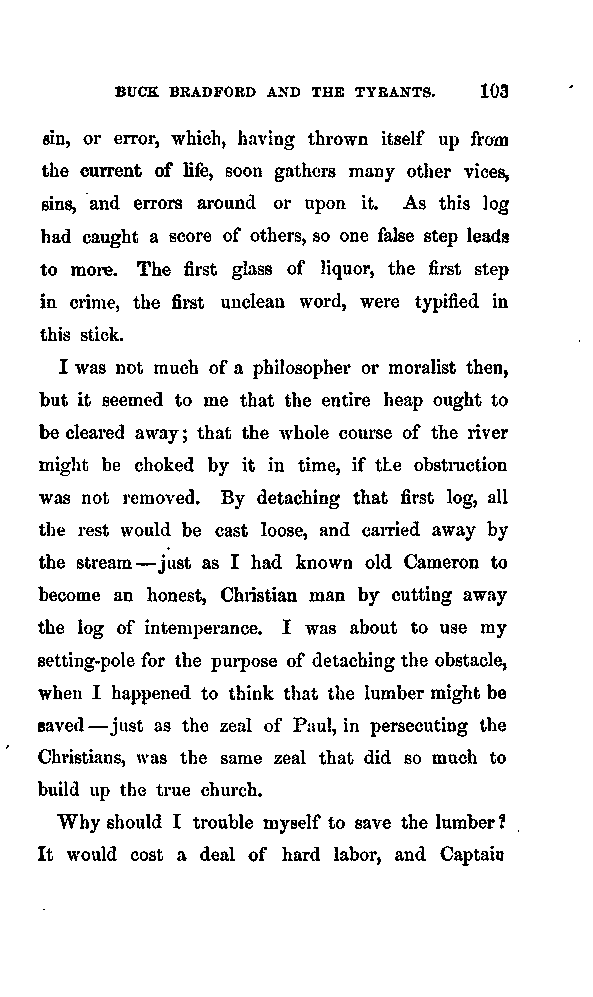 BUCK BRADFORD AND THE TYRANTS. 103
sin, or error, which, having thrown itself up from
the current of life, soon gathers many other vices,
sins, and errors around or upon it. As this log
had caught a score of others, so one false step leads
to more. The first glass of liquor, the first step
in crime, the first unclean word, were typified in
this stick.
I was not much of a philosopher or moralist then,
but it seemed to me that the entire heap ought to
be cleared away; that the whole course of the river
might be choked by it in time, if the obstruction
was not removed. By detaching that first log, all
the rest would be cast loose, and carried away by
the stream — just as I had known old Cameron to
become an honest, Christian man by cutting away
the log of intemperance. I was about to use my
setting-pole for the purpose of detaching the obstacle,
when I happened to think that the lumber might be
saved — just as the zeal of Paul, in persecuting the
Christians, was the same zeal that did so much to
build up the true church.
Why should I trouble myself to save the lumber?
It would cost a deal of hard labor, and Captain